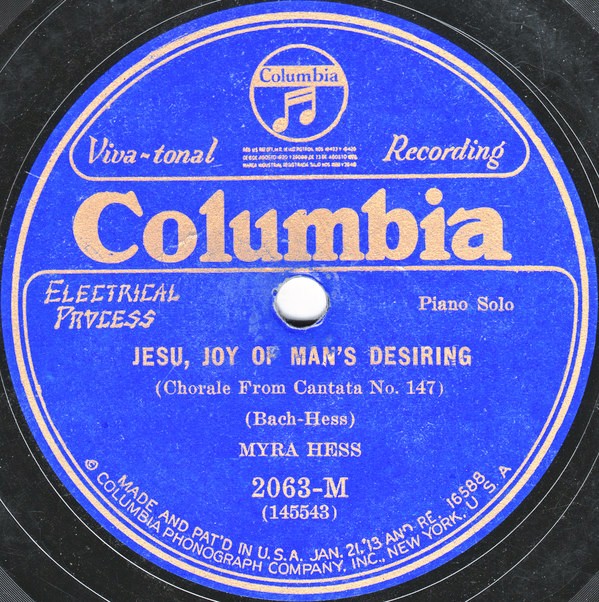 Columbia
Viva-tonal
Recording
Columbia
ELECTRICAL
PROCESS
Piano Solo
JESU, JOY OF MAN'S DESIRING
(Chorale From Cantata No. 147)
(Bach-Hess)
MYRA HESS
2063-M
(145543)
MADE AND PAT'D IN U.S.A. JAN. 21,'13 AND RE. 16588
© COLUMBIA PHONOGRAPH COMPANY, INC., NEW YORK, U.S.A